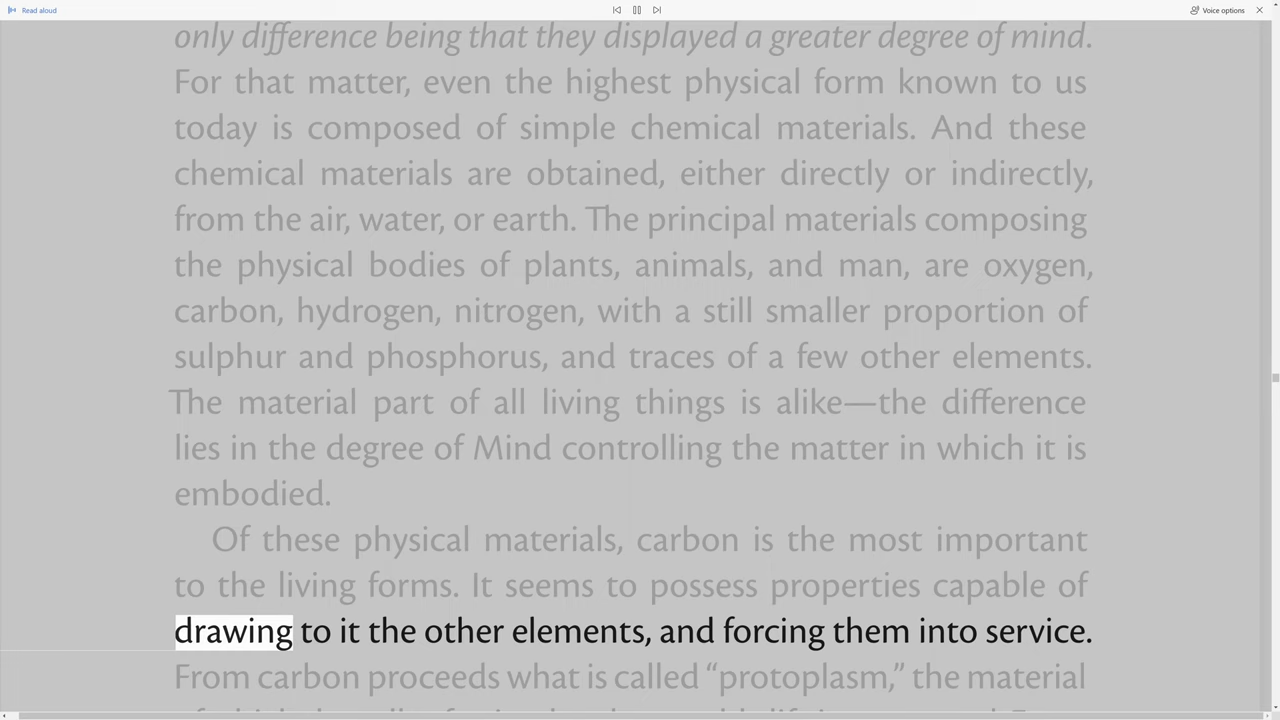 Read aloud
Voice options
only difference being that they displayed a greater degree of mind.
For that matter, even the highest physical form known to us
today is composed of simple chemical materials. And these
chemical materials are obtained, either directly or indirectly,
from the air, water, or earth. The principal materials composing
the physical bodies of plants, animals, and man, are oxygen,
carbon, hydrogen, nitrogen, with a still smaller proportion of
sulphur and phosphorus, and traces of a few other elements.
The material part of all living things is alike—the difference
lies in the degree of Mind controlling the matter in which it is
embodied.
Of these physical materials, carbon is the most important
to the living forms. It seems to possess properties capable of
drawing to it the other elements, and forcing them into service.
From carbon proceeds what is called “protoplasm,” the material